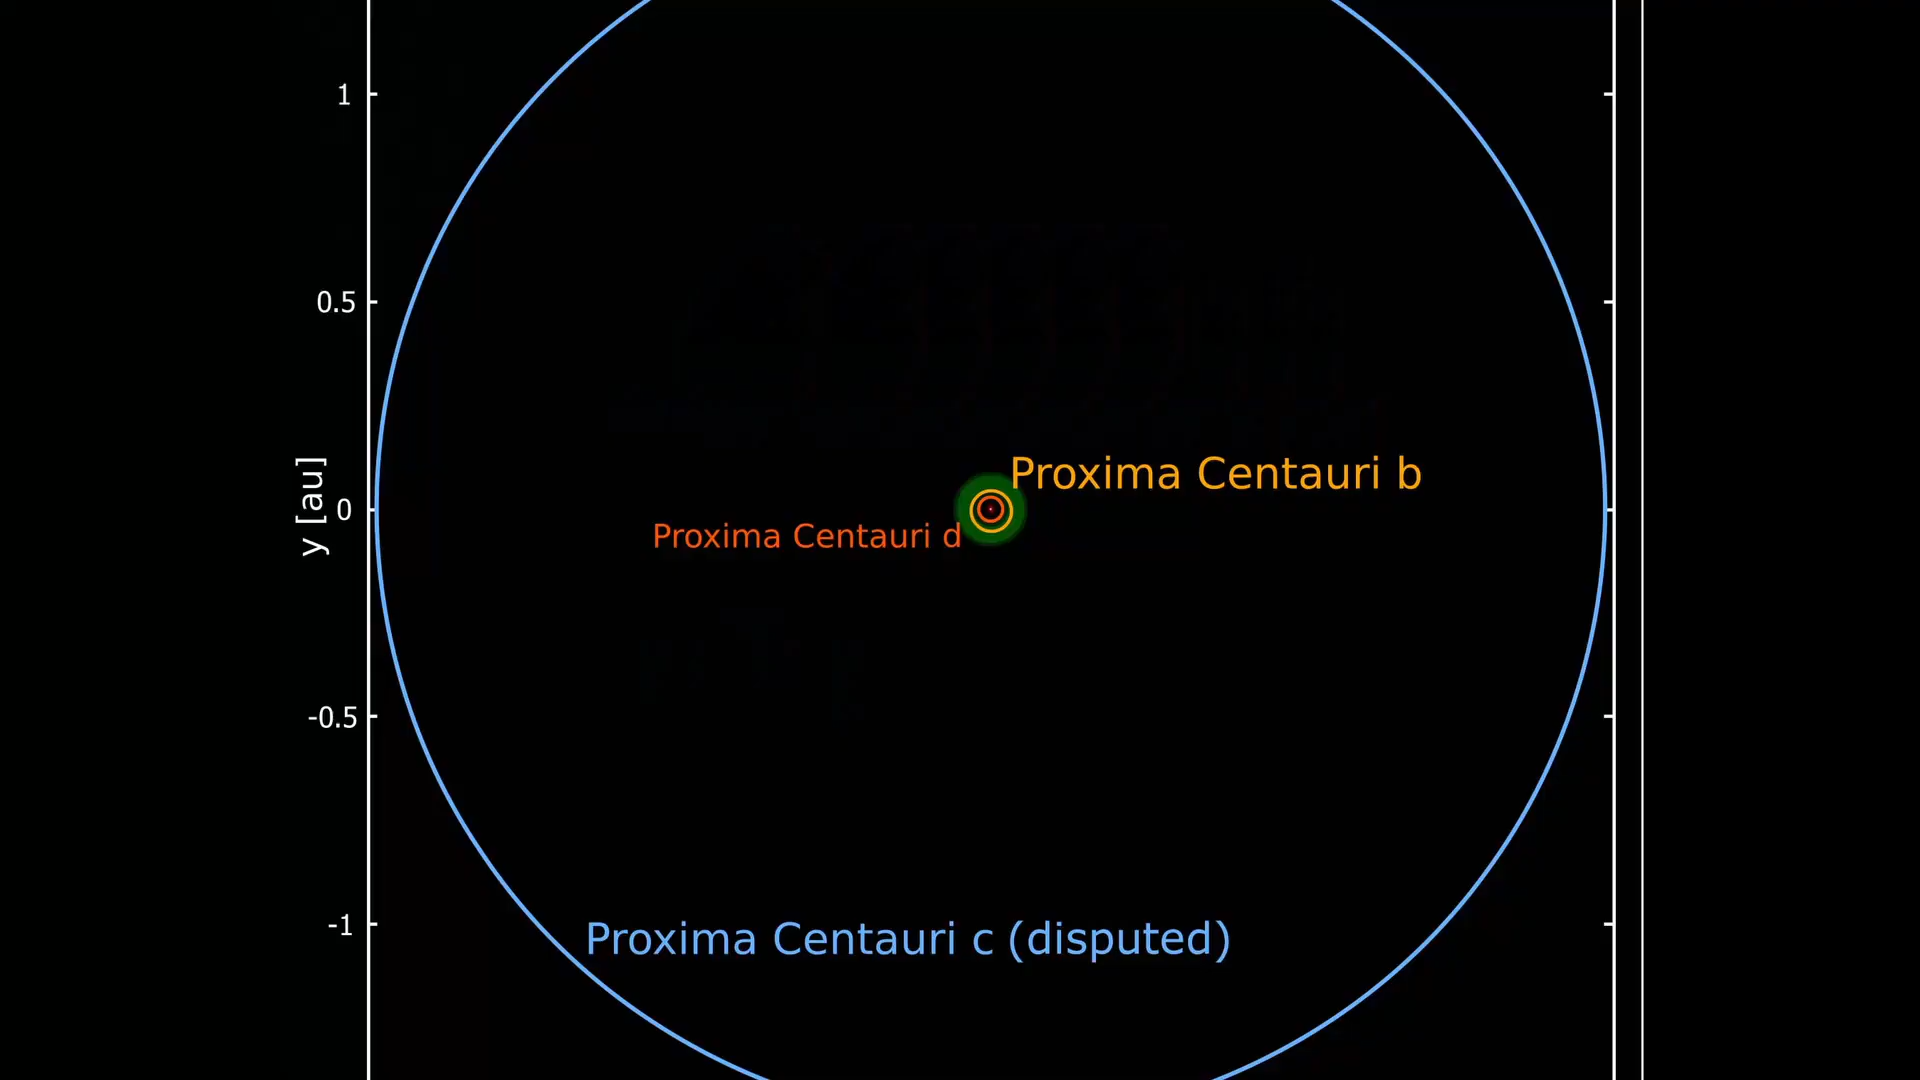 1
0.5
Proxima Centauri b
y [au]
0
Proxima Centauri d
-0.5
-1
Proxima Centauri c (disputed)